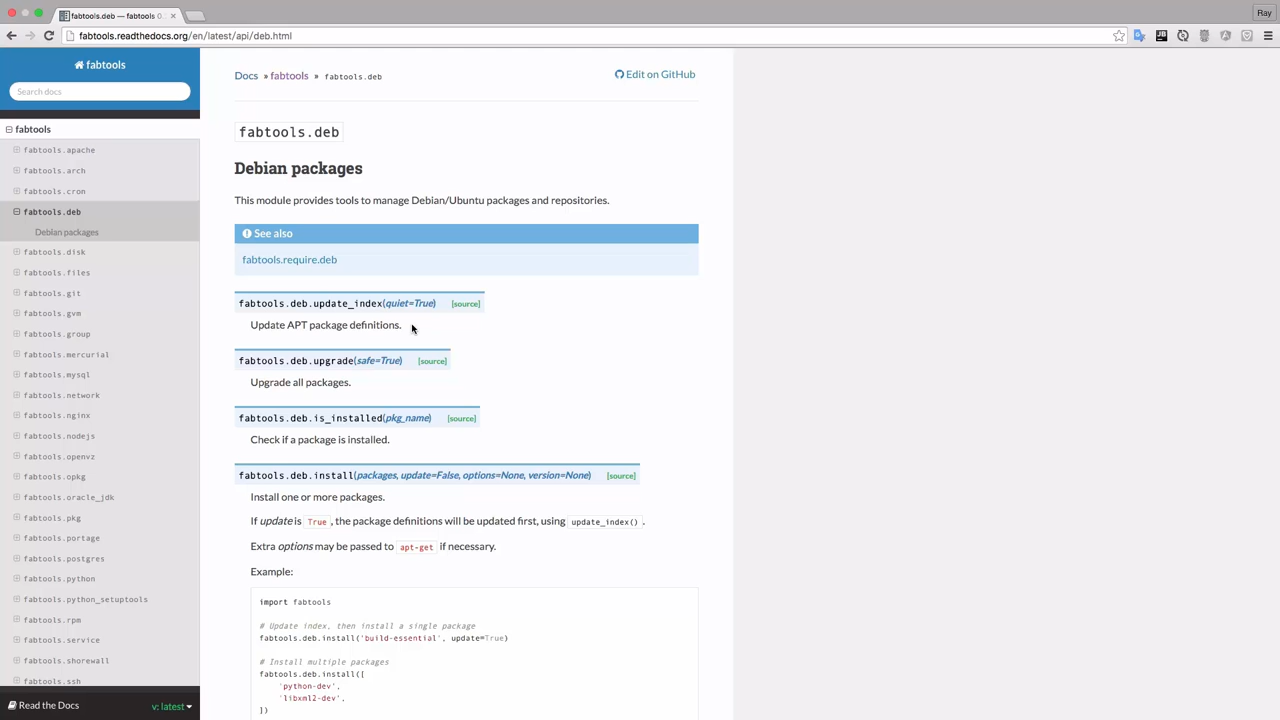 fabtools.deb — fabtools 0.
Ray
fabtools.readthedocs.org/en/latest/api/deb.html
fabtools
Search docs
fabtools
fabtools.apache
fabtools.arch
fabtools.cron
fabtools.deb
Debian packages
fabtools.disk
fabtools.files
fabtools.git
fabtools.gvm
fabtools.group
fabtools.mercurial
fabtools.mysql
fabtools.network
fabtools.nginx
fabtools.nodejs
fabtools.openvz
fabtools.opkg
fabtools.oracle_jdk
fabtools.pkg
fabtools.portage
fabtools.postgres
fabtools.python
fabtools.python_setuptools
fabtools.rpm
fabtools.service
fabtools.shorewall
fabtools.ssh
Read the Docs
v: latest
Docs » fabtools » fabtools.deb
Edit on GitHub
fabtools.deb
Debian packages
This module provides tools to manage Debian/Ubuntu packages and repositories.
See also
fabtools.require.deb
fabtools.deb.update_index(quiet=True) [source]
Update APT package definitions.
fabtools.deb.upgrade(safe=True) [source]
Upgrade all packages.
fabtools.deb.is_installed(pkg_name) [source]
Check if a package is installed.
fabtools.deb.install(packages, update=False, options=None, version=None) [source]
Install one or more packages.
If update is True , the package definitions will be updated first, using update_index() .
Extra options may be passed to apt-get if necessary.
Example:
import fabtools
# Update index, then install a single package
fabtools.deb.install('build-essential', update=True)
# Install multiple packages
fabtools.deb.install([
'python-dev',
'libxml2-dev',
])